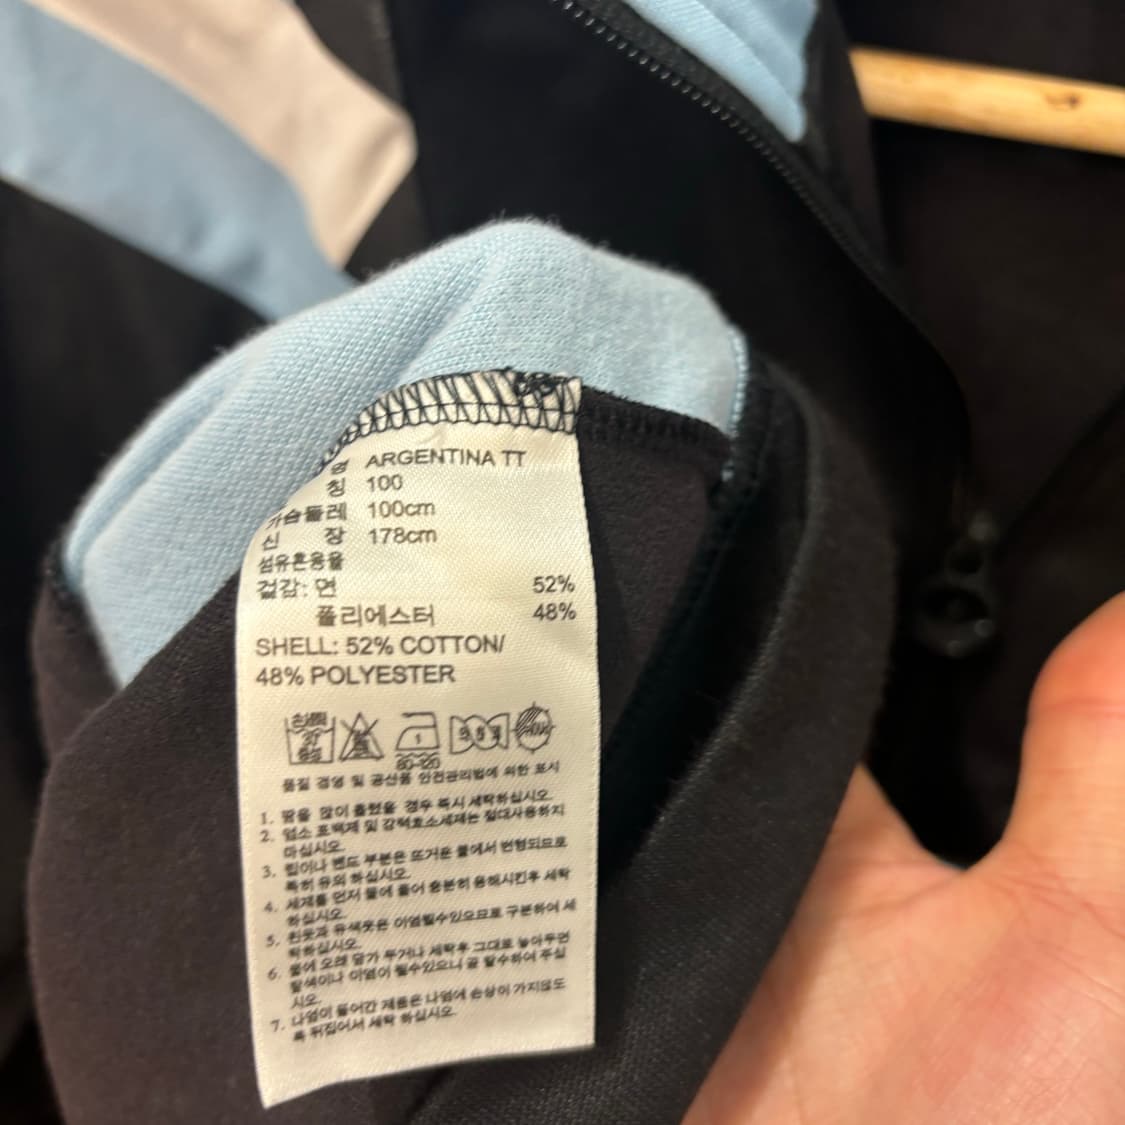 명 ARGENTINA TT
칭 100
가슴둘레 100cm
신 장 178cm
섬유혼용율
겉감: 면 52%
폴리에스터 48%
SHELL: 52% COTTON/
48% POLYESTER
80~120
품질 경영 및 공산품 안전관리법에 의한 표시
1. 땀을 많이 흘렸을 경우 즉시 세탁하십시오.
2. 염소 표백제 및 강력효소세제는 절대사용하지
마십시오.
3. 립이나 밴드 부분은 뜨거운 물에서 변형되므로
특히 유의 하십시오.
4. 세제를 먼저 물에 풀어 충분히 용해시킨후 세탁
하십시오.
5. 흰옷과 유색옷은 이염될수있으므로 구분하여 세
탁하십시오.
6. 물에 오래 담가 두거나 세탁후 그대로 놓아두면
탈색이나 이염이 될수있으니 곧 탈수하여 주십
시오.
7. 나염이 들어간 제품은 나염에 손상이 가지않도
록 뒤집어서 세탁 하십시오.